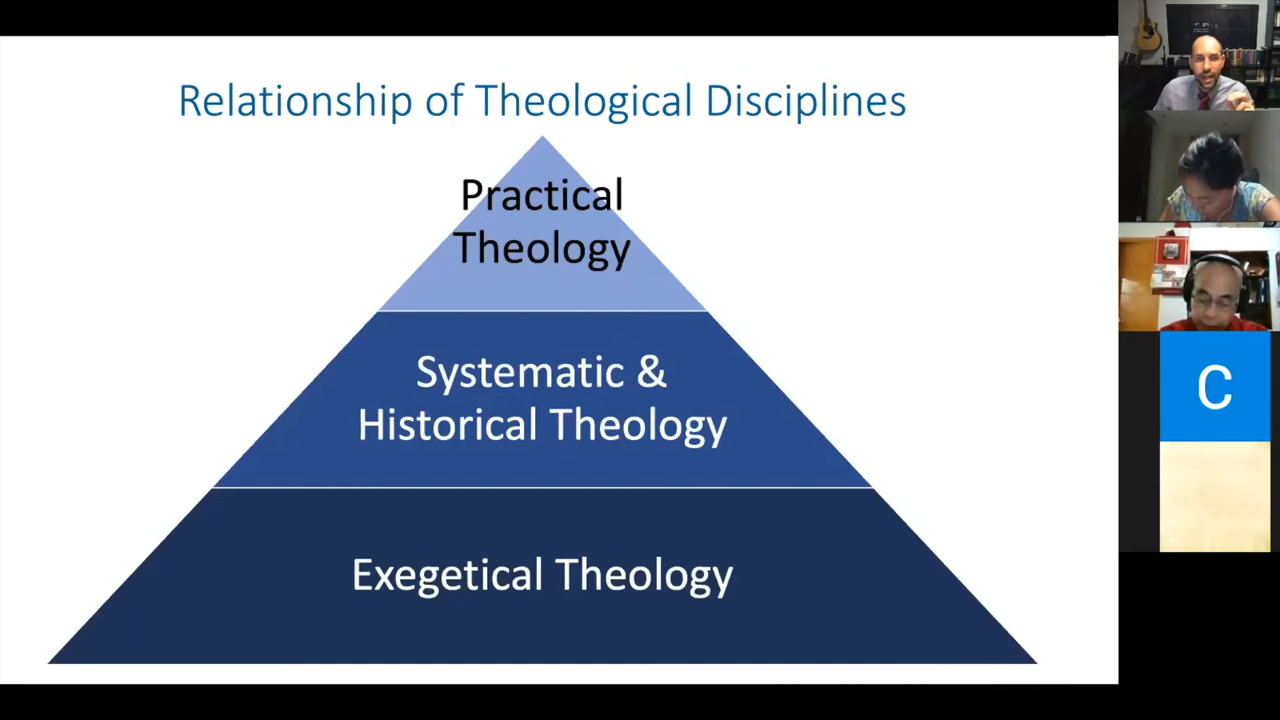 Relationship of Theological Disciplines
Practical
Theology
Systematic &
Historical Theology
Exegetical Theology
C